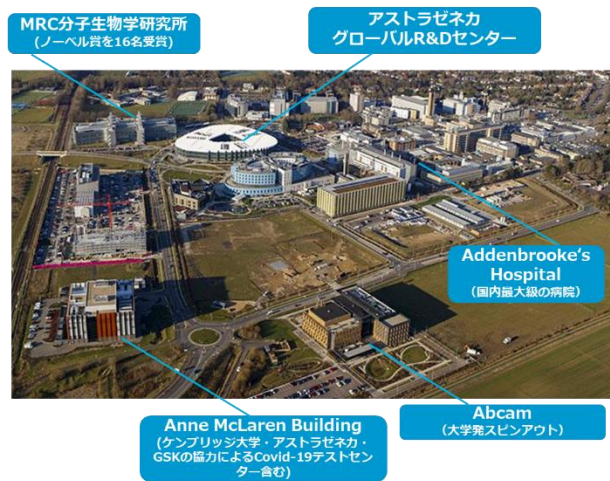 MRC分子生物学研究所
(ノーベル賞を16名受賞)
アストラゼネカ
グローバルR&Dセンター
Addenbrooke's
Hospital
(国内最大級の病院)
Abcam
(大学発スピンアウト)
Anne McLaren Building
(ケンブリッジ大学・アストラゼネカ・
GSKの協力によるCovid-19テストセン
ター含む)